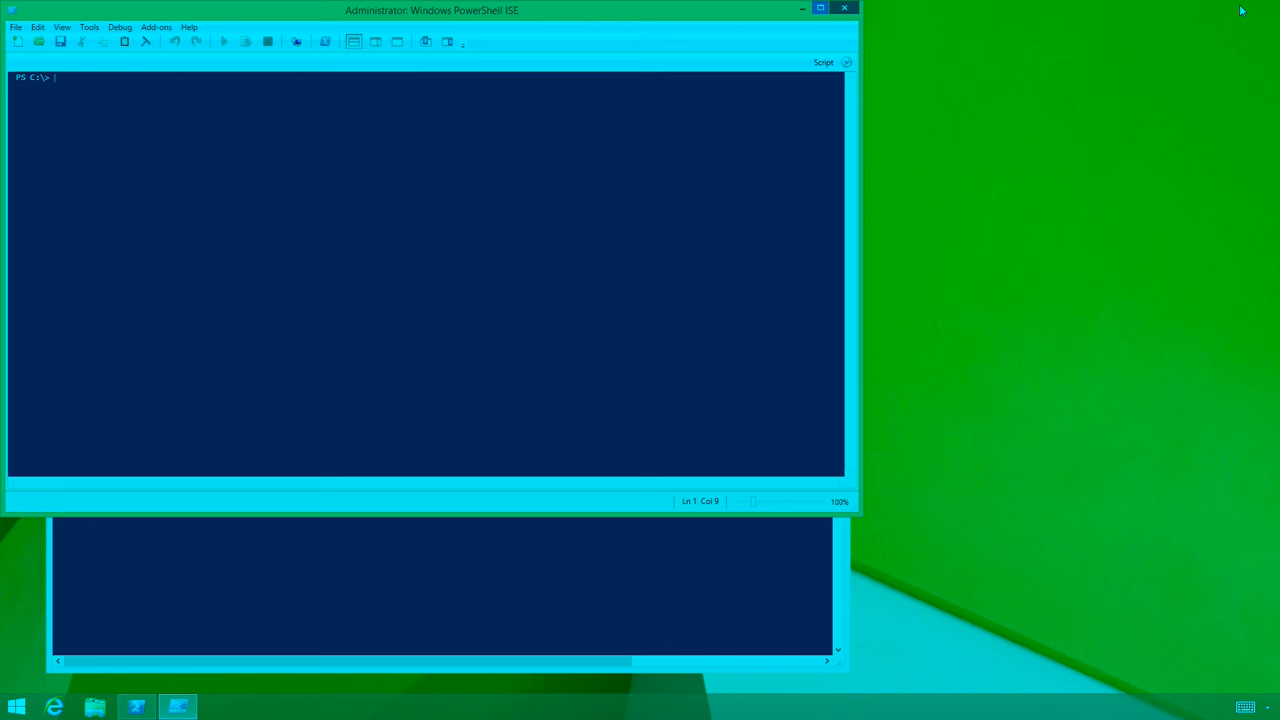 Administrator: Windows PowerShell ISE
File Edit View Tools Debug Add-ons Help
Script
PS C:\>
Ln 1 Col 9
100%